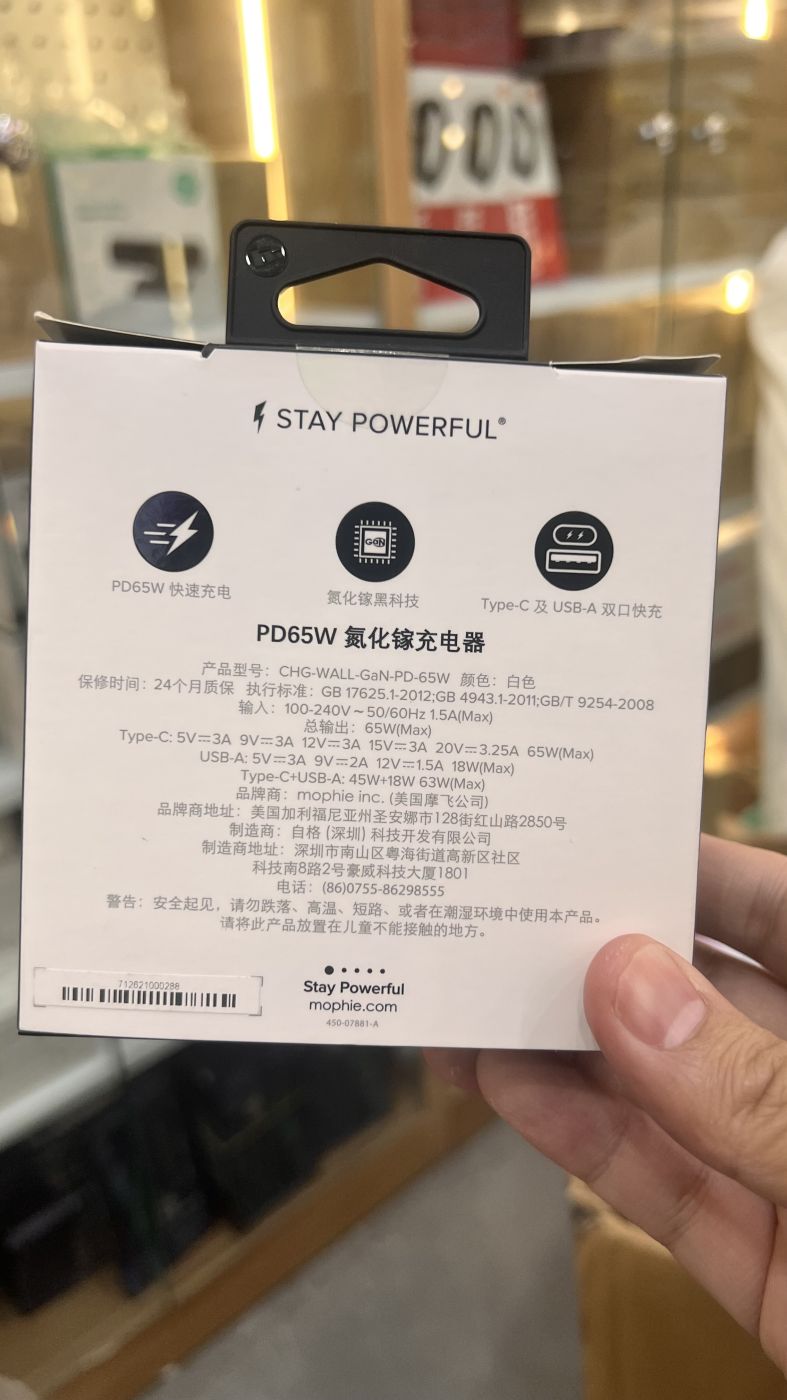 000
STAY POWERFUL®
GaN
PD65W 快速充电
氮化镓黑科技
Type-C 及 USB-A 双口快充
PD65W 氮化镓充电器
产品型号：CHG-WALL-GaN-PD-65W 颜色：白色
保修时间：24个月质保 执行标准：GB 17625.1-2012;GB 4943.1-2011;GB/T 9254-2008
输入：100-240V～50/60Hz 1.5A(Max)
总输出：65W(Max)
Type-C: 5V⎓3A 9V⎓3A 12V⎓3A 15V⎓3A 20V⎓3.25A 65W(Max)
USB-A: 5V⎓3A 9V⎓2A 12V⎓1.5A 18W(Max)
Type-C+USB-A: 45W+18W 63W(Max)
品牌商：mophie inc. (美国摩飞公司)
品牌商地址：美国加利福尼亚州圣安娜市128街红山路2850号
制造商：自格 (深圳) 科技开发有限公司
制造商地址：深圳市南山区粤海街道高新区社区
科技南8路2号豪威科技大厦1801
电话：(86)0755-86298555
警告：安全起见，请勿跌落、高温、短路、或者在潮湿环境中使用本产品。
请将此产品放置在儿童不能接触的地方。
712621000288
Stay Powerful
mophie.com
450-07881-A